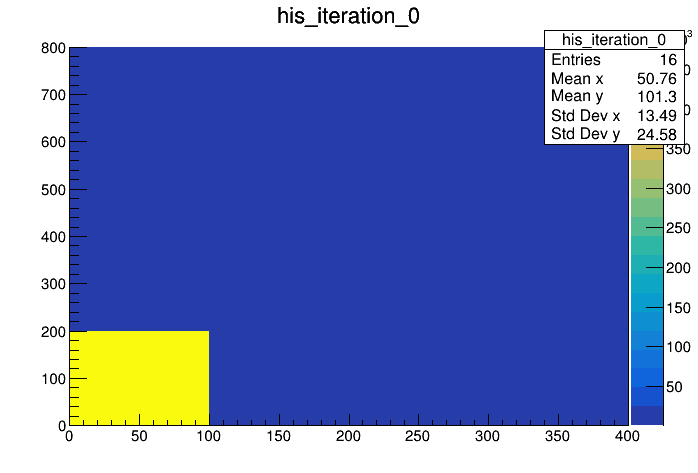 his_iteration_0
his_iteration_0
Entries 16
Mean x 50.76
Mean y 101.3
Std Dev x 13.49
Std Dev y 24.58
800
700
600
500
400
300
200
100
0
0 50 100 150 200 250 300 350 400
350
300
250
200
150
100
50